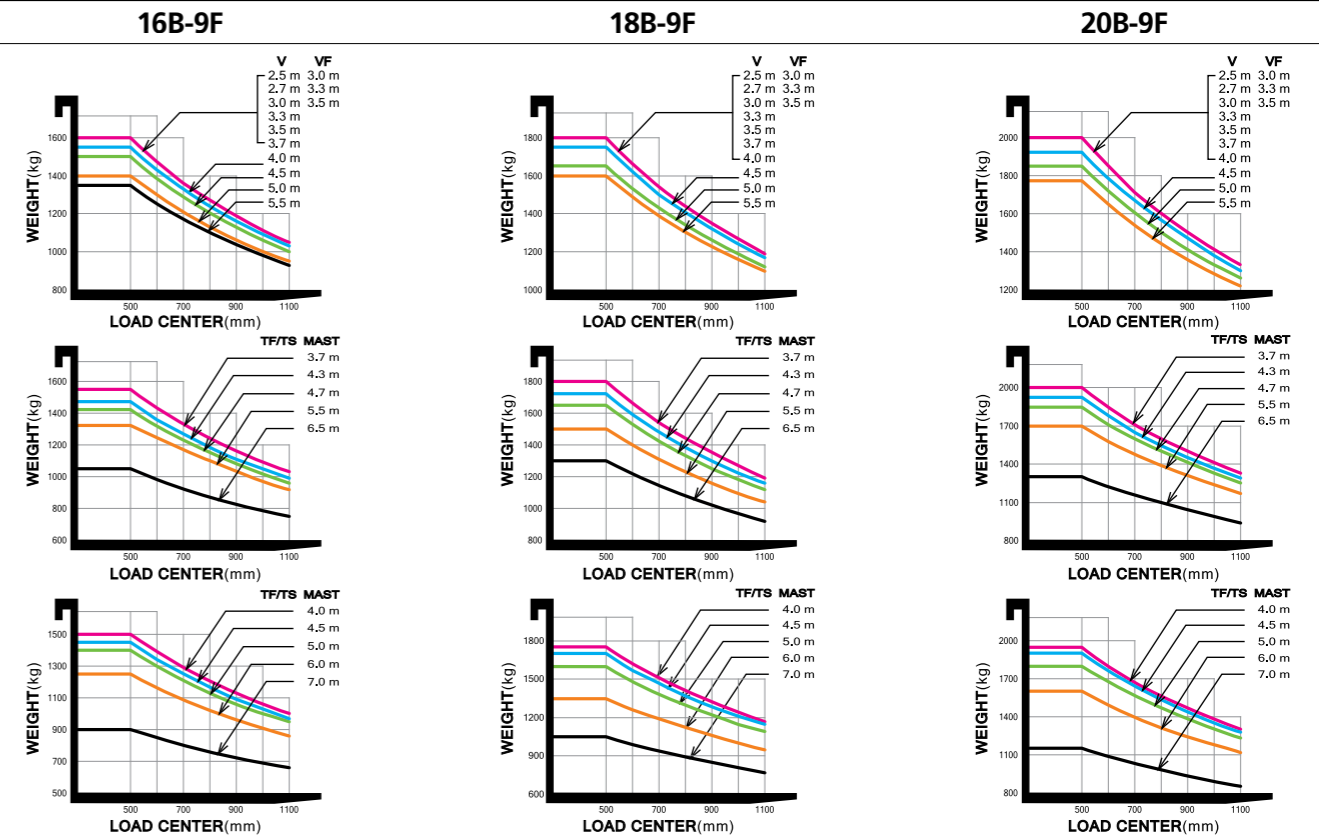 16B-9F 18B-9F 20B-9F
V VF
2.5 m 3.0 m
2.7 m 3.3 m
3.0 m 3.5 m
3.3 m
3.5 m
3.7 m
4.0 m
4.5 m
5.0 m
5.5 m
WEIGHT(kg)
1600
1400
1200
1000
800
500 700 900 1100
LOAD CENTER(mm)
V VF
2.5 m 3.0 m
2.7 m 3.3 m
3.0 m 3.5 m
3.3 m
3.5 m
3.7 m
4.0 m
4.5 m
5.0 m
5.5 m
WEIGHT(kg)
1800
1600
1400
1200
1000
500 700 900 1100
LOAD CENTER(mm)
V VF
2.5 m 3.0 m
2.7 m 3.3 m
3.0 m 3.5 m
3.3 m
3.5 m
3.7 m
4.0 m
4.5 m
5.0 m
5.5 m
WEIGHT(kg)
2000
1800
1600
1400
1200
500 700 900 1100
LOAD CENTER(mm)
TF/TS MAST
3.7 m
4.3 m
4.7 m
5.5 m
6.5 m
WEIGHT(kg)
1600
1400
1200
1000
800
600
500 700 900 1100
LOAD CENTER(mm)
TF/TS MAST
3.7 m
4.3 m
4.7 m
5.5 m
6.5 m
WEIGHT(kg)
1800
1600
1400
1200
1000
800
500 700 900 1100
LOAD CENTER(mm)
TF/TS MAST
3.7 m
4.3 m
4.7 m
5.5 m
6.5 m
WEIGHT(kg)
2000
1700
1400
1100
800
500 700 900 1100
LOAD CENTER(mm)
TF/TS MAST
4.0 m
4.5 m
5.0 m
6.0 m
7.0 m
WEIGHT(kg)
1500
1300
1100
900
700
500
500 700 900 1100
LOAD CENTER(mm)
TF/TS MAST
4.0 m
4.5 m
5.0 m
6.0 m
7.0 m
WEIGHT(kg)
1800
1500
1200
900
600
500 700 900 1100
LOAD CENTER(mm)
TF/TS MAST
4.0 m
4.5 m
5.0 m
6.0 m
7.0 m
WEIGHT(kg)
2000
1700
1400
1100
800
500 700 900 1100
LOAD CENTER(mm)